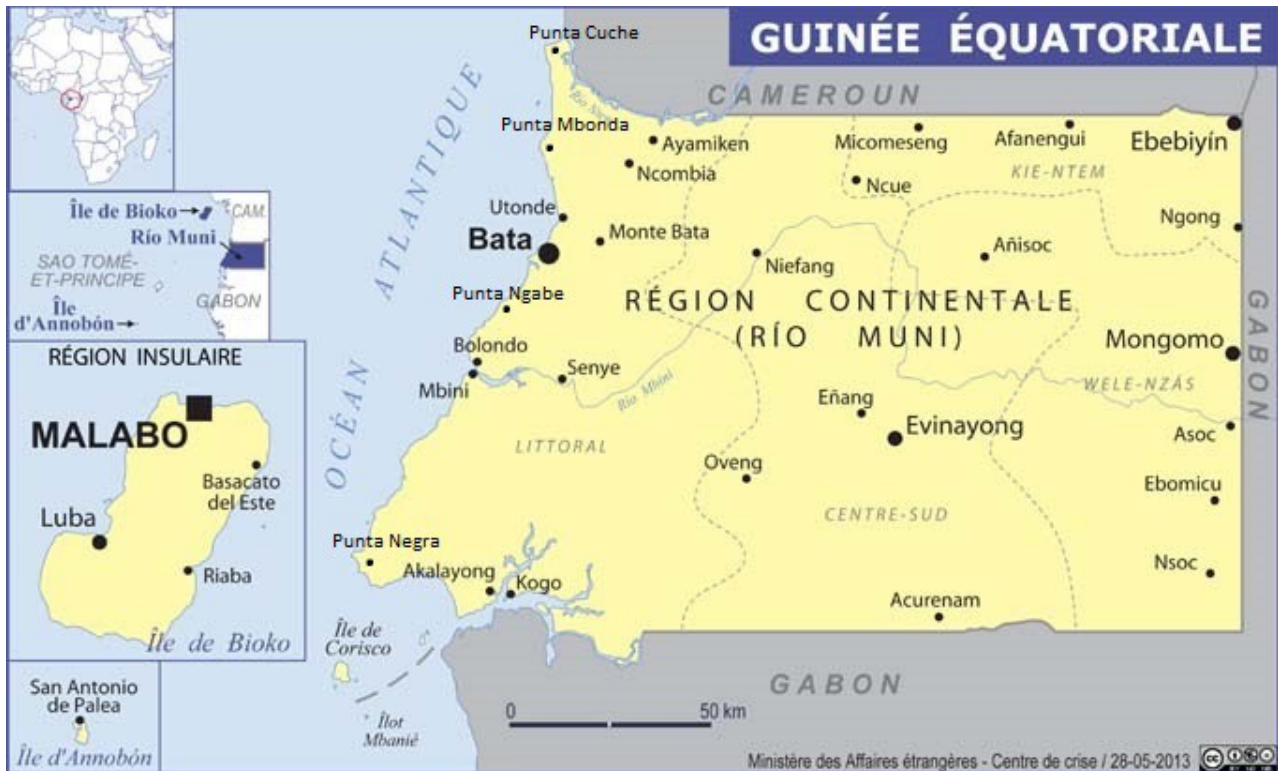 GUINÉE ÉQUATORIALE
Punta Cuche
CAMEROUN
Punta Mbonda
Ayamiken
Micomeseng
Afanengui
Ebebiyín
Ncombia
KIE-NTEM
Ncue
OCÉAN ATLANTIQUE
Île de Bioko
CAM.
Río Muni
SAO TOMÉ-
ET-PRINCIPE
GABON
Île
d'Annobón
Utonde
Ngong
Bata
Monte Bata
Niefang
Añisoc
Punta Ngabe
RÉGION CONTINENTALE
(RÍO MUNI)
GABON
Bolondo
Mongomo
Senye
Mbini
Río Mbini
WELE-NZÁS
RÉGION INSULAIRE
MALABO
Basacato
del Este
Luba
Riaba
Île de Bioko
Eñang
Evinayong
Asoc
LITTORAL
Oveng
Ebomicu
CENTRE-SUD
Punta Negra
Akalayong
Kogo
Nsoc
Acurenam
Île de
Corisco
San Antonio
de Palea
Île d'Annobón
Îlot
Mbanié
GABON
0
50 km
Ministère des Affaires étrangères - Centre de crise / 28-05-2013
cc